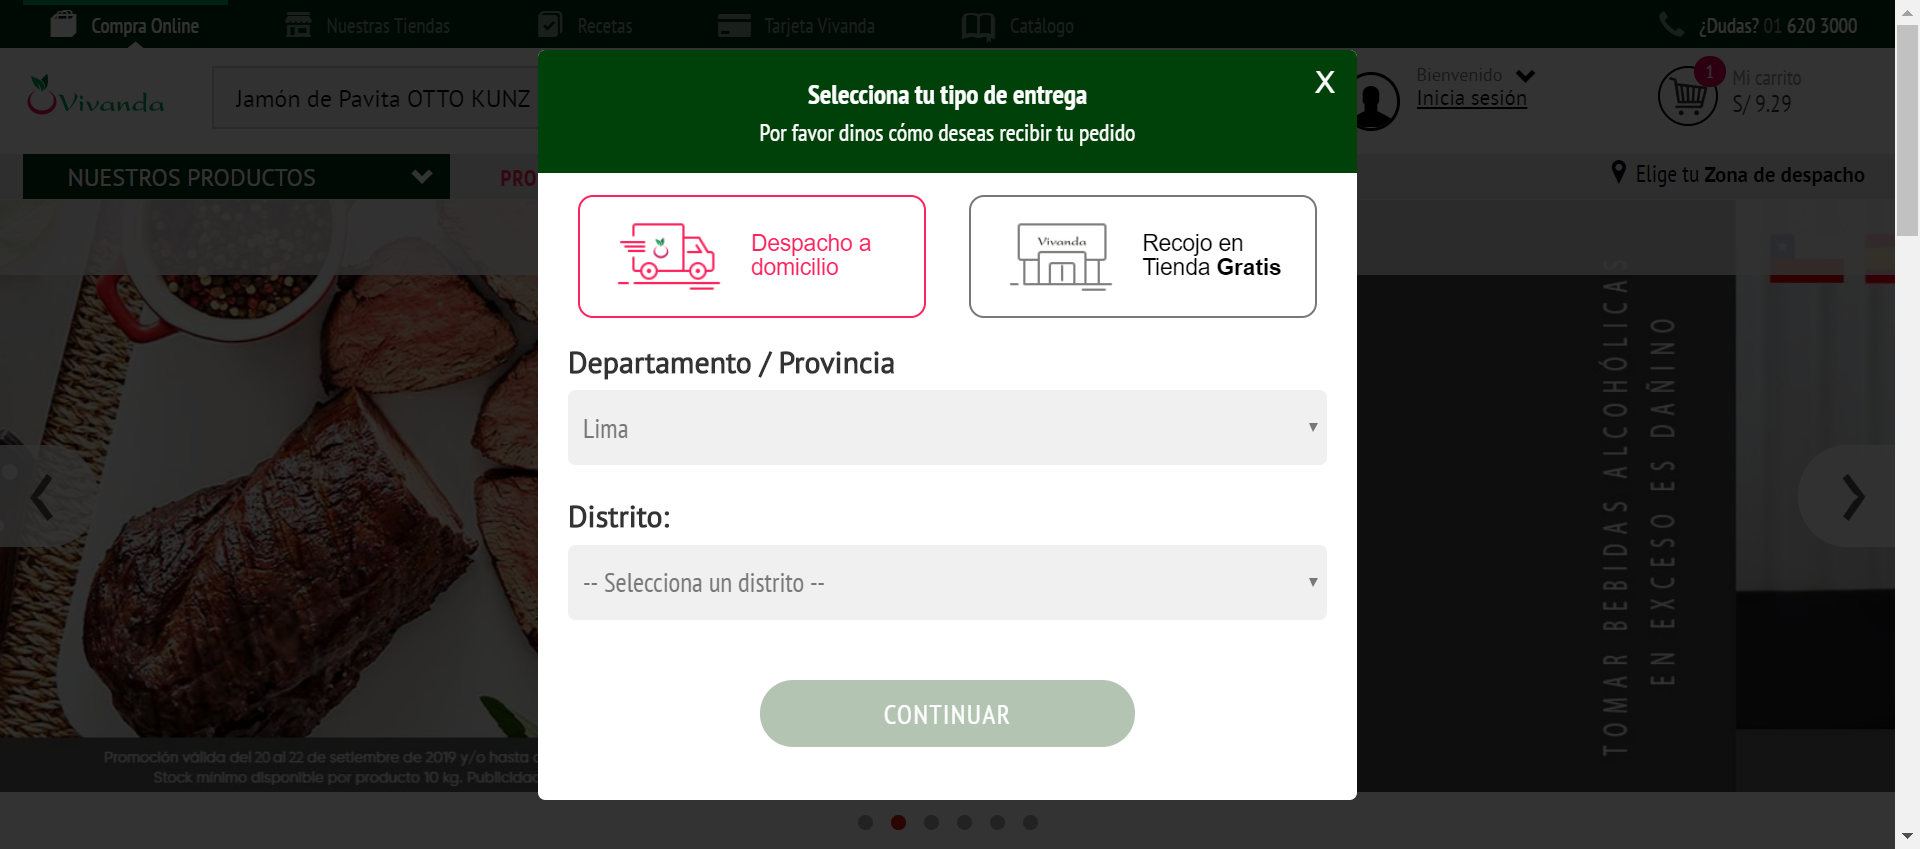 Compra Online
Nuestras Tiendas
Recetas
Tarjeta Vivanda
Catálogo
¿Dudas? 01 620 3000
Vivanda
Jamón de Pavita OTTO KUNZ
Bienvenido
Inicia sesión
1
Mi carrito
S/ 9.29
NUESTROS PRODUCTOS
PRO
Elige tu Zona de despacho
Selecciona tu tipo de entrega
X
Por favor dinos cómo deseas recibir tu pedido
Despacho a
domicilio
Vivanda
Recojo en
Tienda Gratis
Departamento / Provincia
Lima
Distrito:
-- Selecciona un distrito --
CONTINUAR
TOMAR BEBIDAS ALCOHÓLICAS
EN EXCESO ES DAÑINO
Promoción válida del 20 al 22 de setiembre de 2019 y/o hasta
Stock mínimo disponible por producto 10 kg. Publicidad